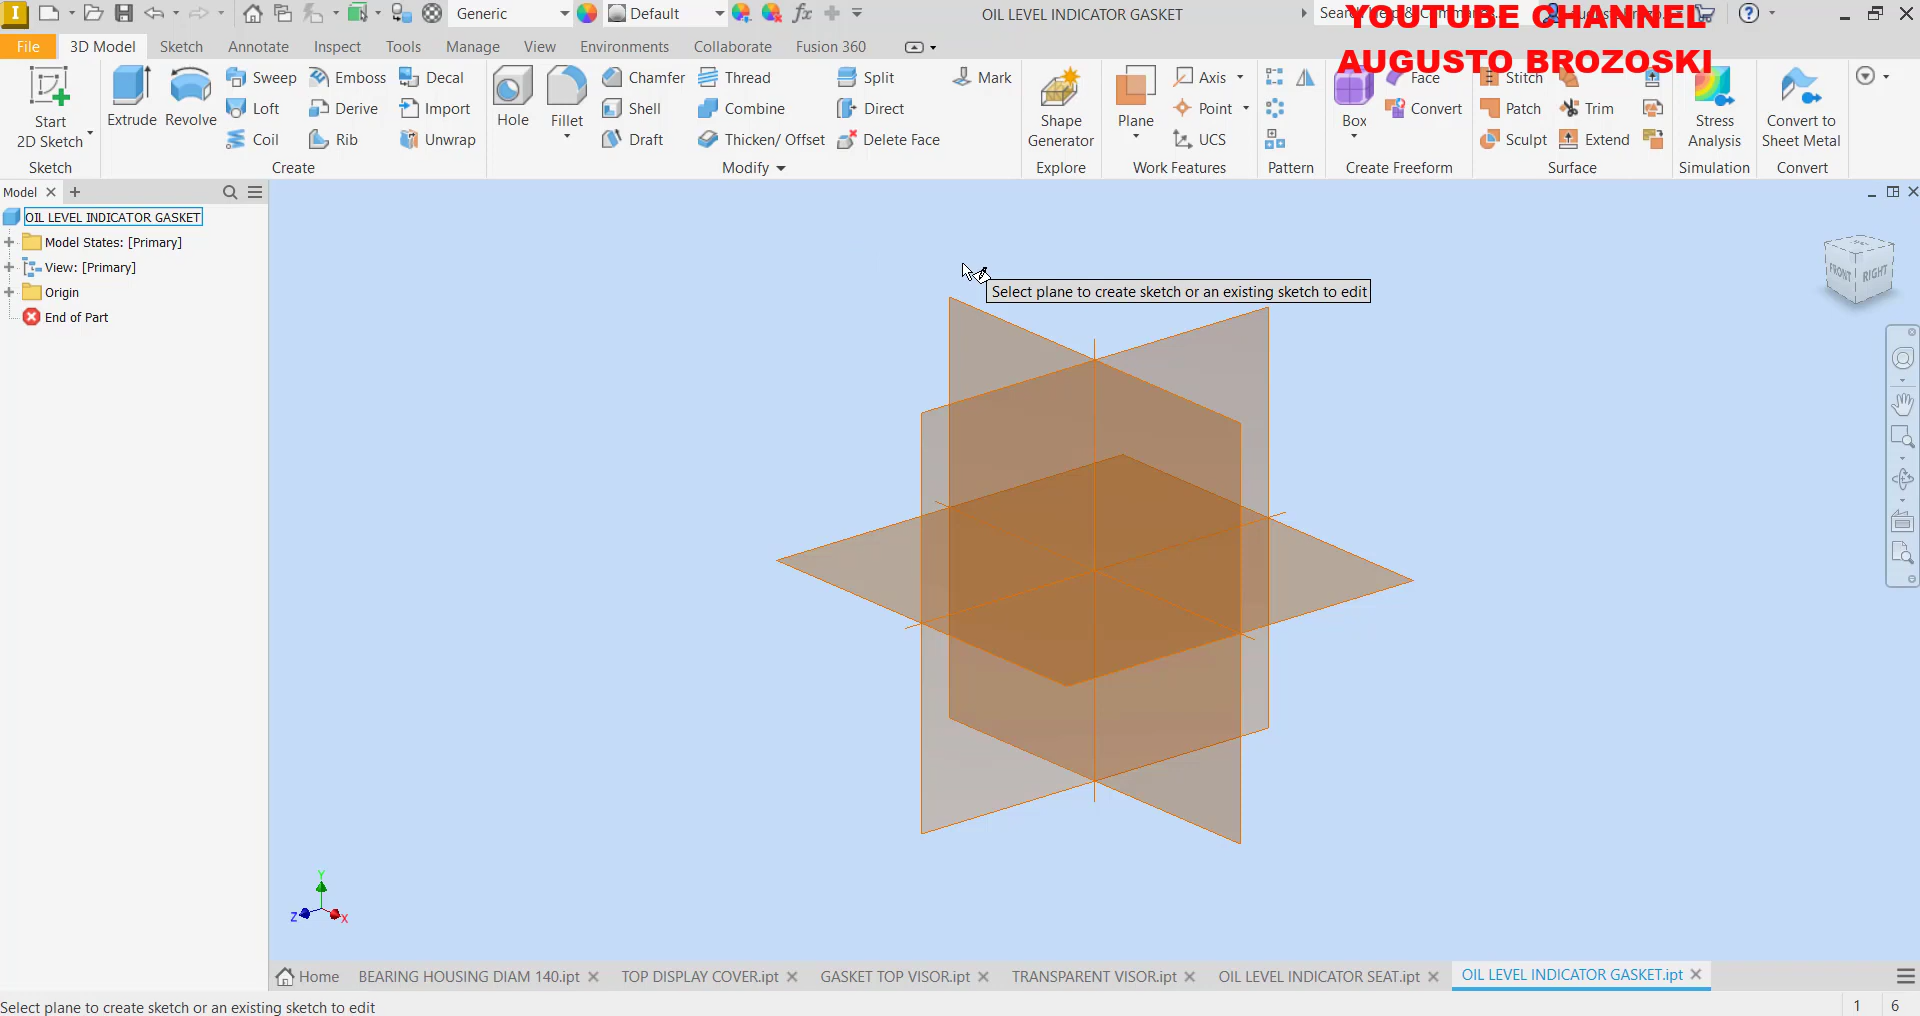 Generic
Default
OIL LEVEL INDICATOR GASKET
YOUTUBE CHANNEL
AUGUSTO BROZOSKI
File
3D Model
Sketch
Annotate
Inspect
Tools
Manage
View
Environments
Collaborate
Fusion 360
Start
2D Sketch
Sketch
Extrude
Revolve
Sweep
Loft
Coil
Emboss
Derive
Rib
Decal
Import
Unwrap
Create
Hole
Fillet
Chamfer
Shell
Draft
Thread
Combine
Thicken/ Offset
Split
Direct
Delete Face
Modify
Mark
Shape
Generator
Explore
Plane
Axis
Point
UCS
Work Features
Pattern
Box
Face
Convert
Create Freeform
Stitch
Patch
Sculpt
Trim
Extend
Surface
Stress
Analysis
Simulation
Convert to
Sheet Metal
Convert
Model
OIL LEVEL INDICATOR GASKET
Model States: [Primary]
View: [Primary]
Origin
End of Part
Select plane to create sketch or an existing sketch to edit
FRONT
RIGHT
Y
Z
X
Home
BEARING HOUSING DIAM 140.ipt
TOP DISPLAY COVER.ipt
GASKET TOP VISOR.ipt
TRANSPARENT VISOR.ipt
OIL LEVEL INDICATOR SEAT.ipt
OIL LEVEL INDICATOR GASKET.ipt
Select plane to create sketch or an existing sketch to edit
1
6